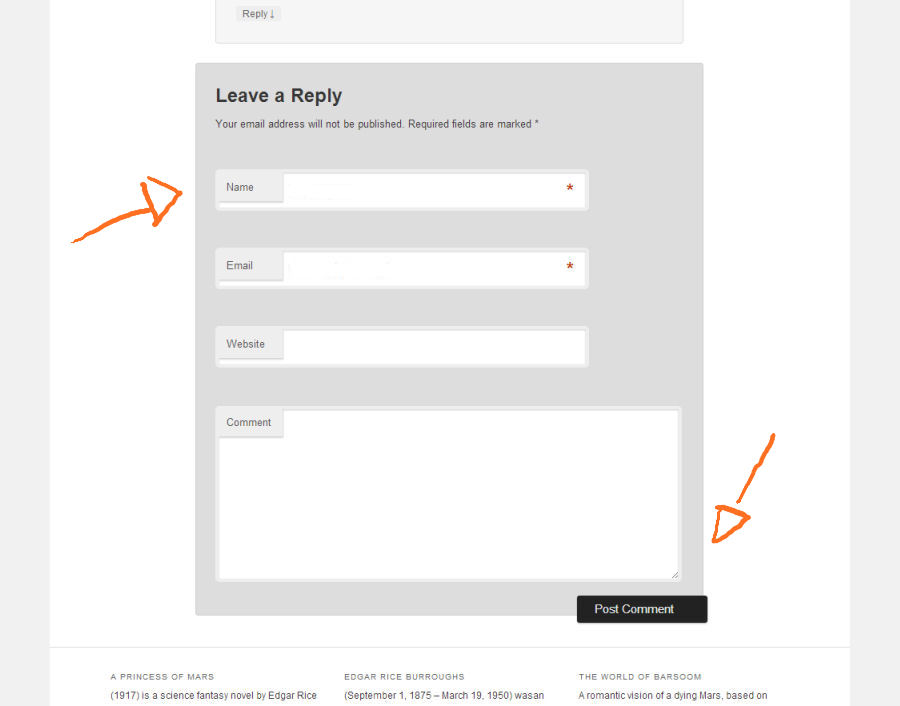 Reply ↓
Leave a Reply
Your email address will not be published. Required fields are marked *
Name *
Email *
Website
Comment
Post Comment
A PRINCESS OF MARS
(1917) is a science fantasy novel by Edgar Rice
EDGAR RICE BURROUGHS
(September 1, 1875 – March 19, 1950) wasan
THE WORLD OF BARSOOM
A romantic vision of a dying Mars, based on